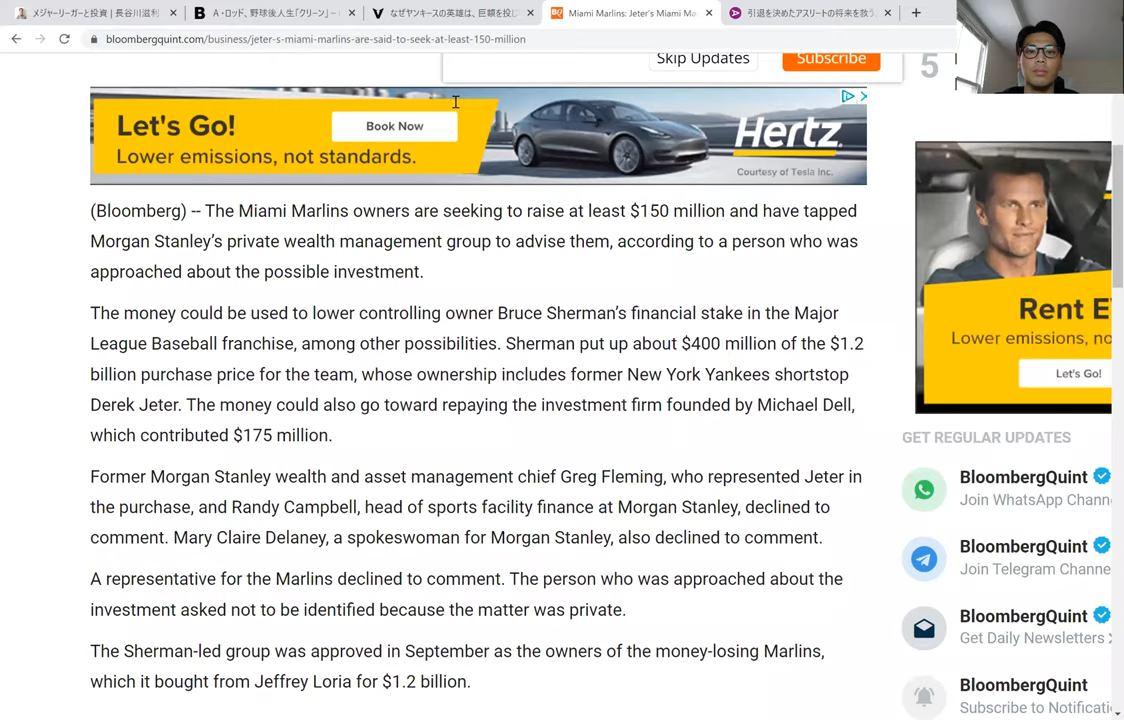 メジャーリーガーと投資 | 長谷川滋利
A・ロッド、野球後人生「クリーン」－
なぜヤンキースの英雄は、巨額を投じ
Miami Marlins: Jeter's Miami Ma
引退を決めたアスリートの将来を救う
bloombergquint.com/business/jeter-s-miami-marlins-are-said-to-seek-at-least-150-million
Skip Updates
Subscribe
5
Let's Go!
Book Now
Lower emissions, not standards.
Hertz.
Courtesy of Tesla Inc.
(Bloomberg) -- The Miami Marlins owners are seeking to raise at least $150 million and have tapped
Morgan Stanley's private wealth management group to advise them, according to a person who was
approached about the possible investment.
The money could be used to lower controlling owner Bruce Sherman's financial stake in the Major
League Baseball franchise, among other possibilities. Sherman put up about $400 million of the $1.2
billion purchase price for the team, whose ownership includes former New York Yankees shortstop
Derek Jeter. The money could also go toward repaying the investment firm founded by Michael Dell,
which contributed $175 million.
Former Morgan Stanley wealth and asset management chief Greg Fleming, who represented Jeter in
the purchase, and Randy Campbell, head of sports facility finance at Morgan Stanley, declined to
comment. Mary Claire Delaney, a spokeswoman for Morgan Stanley, also declined to comment.
A representative for the Marlins declined to comment. The person who was approached about the
investment asked not to be identified because the matter was private.
The Sherman-led group was approved in September as the owners of the money-losing Marlins,
which it bought from Jeffrey Loria for $1.2 billion.
Rent E
Lower emissions, no
Let's Go!
GET REGULAR UPDATES
BloombergQuint
Join WhatsApp Chann
BloombergQuint
Join Telegram Channe
BloombergQuint
Get Daily Newsletters
BloombergQuint
Subscribe to Notificati